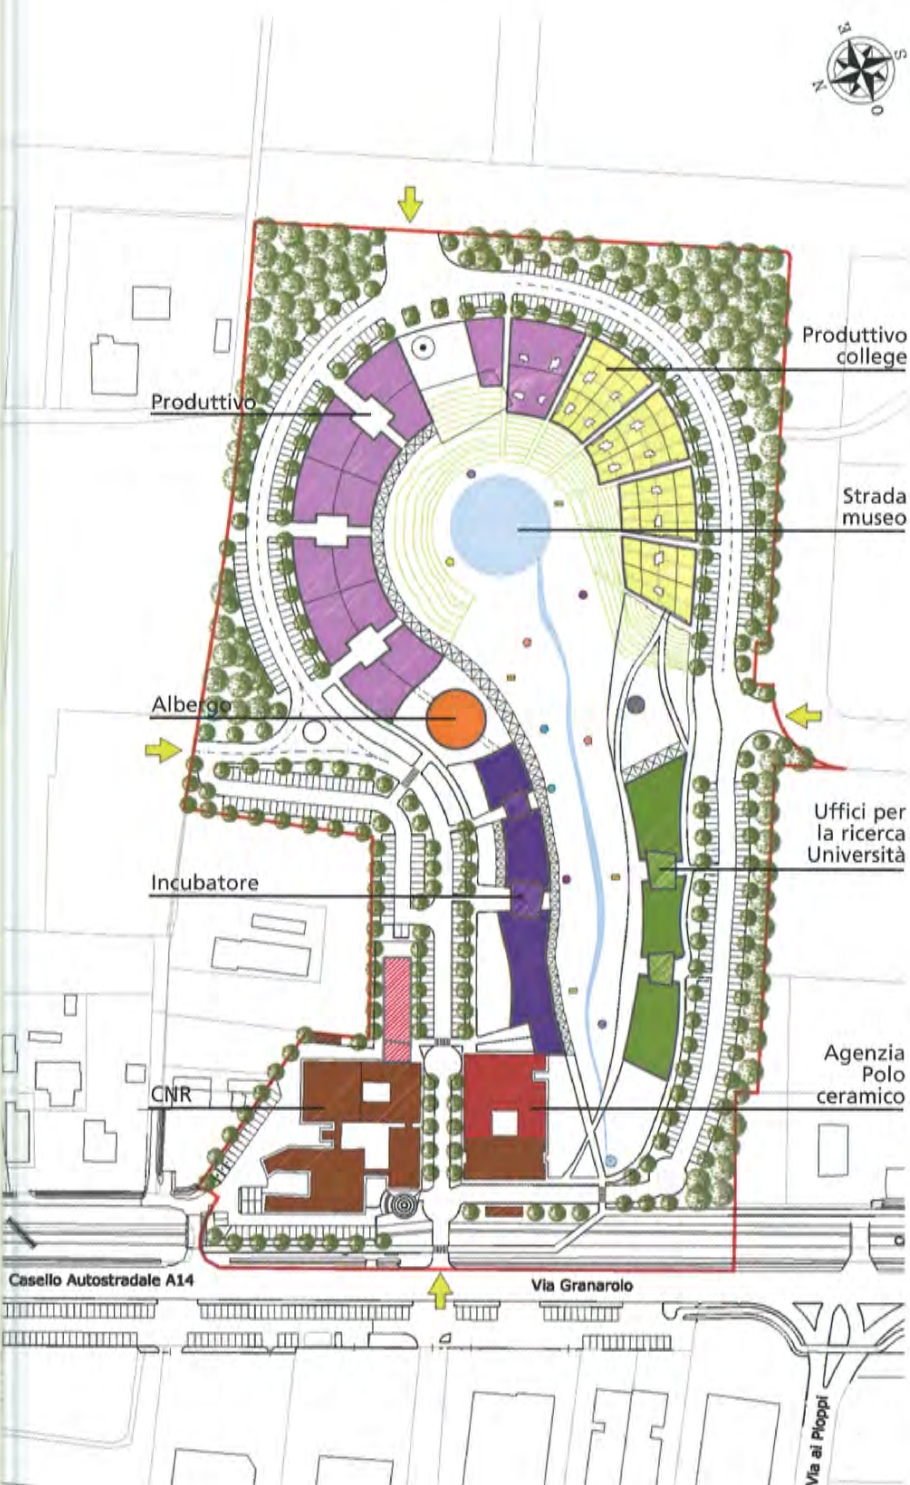 E
S
N
O
Produttivo
college
Produttivo
Strada
museo
Albergo
Uffici per
la ricerca
Università
Incubatore
Agenzia
Polo
ceramico
CNR
Casello Autostradale A14
Via Granarolo
Via ai Pioppi